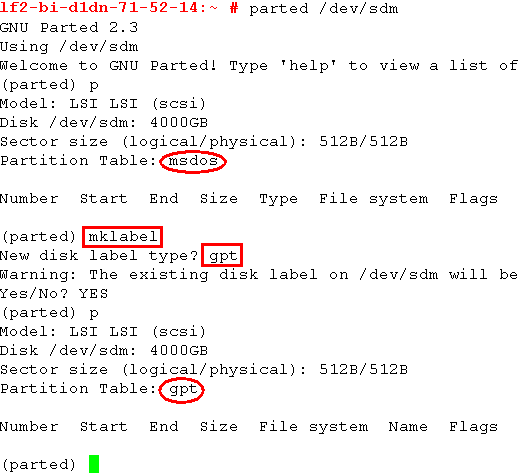 lf2-bi-d1dn-71-52-14:~ # parted /dev/sdm
GNU Parted 2.3
Using /dev/sdm
Welcome to GNU Parted! Type 'help' to view a list of
(parted) p
Model: LSI LSI (scsi)
Disk /dev/sdm: 4000GB
Sector size (logical/physical): 512B/512B
Partition Table: msdos
Number  Start  End  Size  Type  File system  Flags
(parted) mklabel
New disk label type? gpt
Warning: The existing disk label on /dev/sdm will be
Yes/No? YES
(parted) p
Model: LSI LSI (scsi)
Disk /dev/sdm: 4000GB
Sector size (logical/physical): 512B/512B
Partition Table: gpt
Number  Start  End  Size  File system  Name  Flags
(parted)